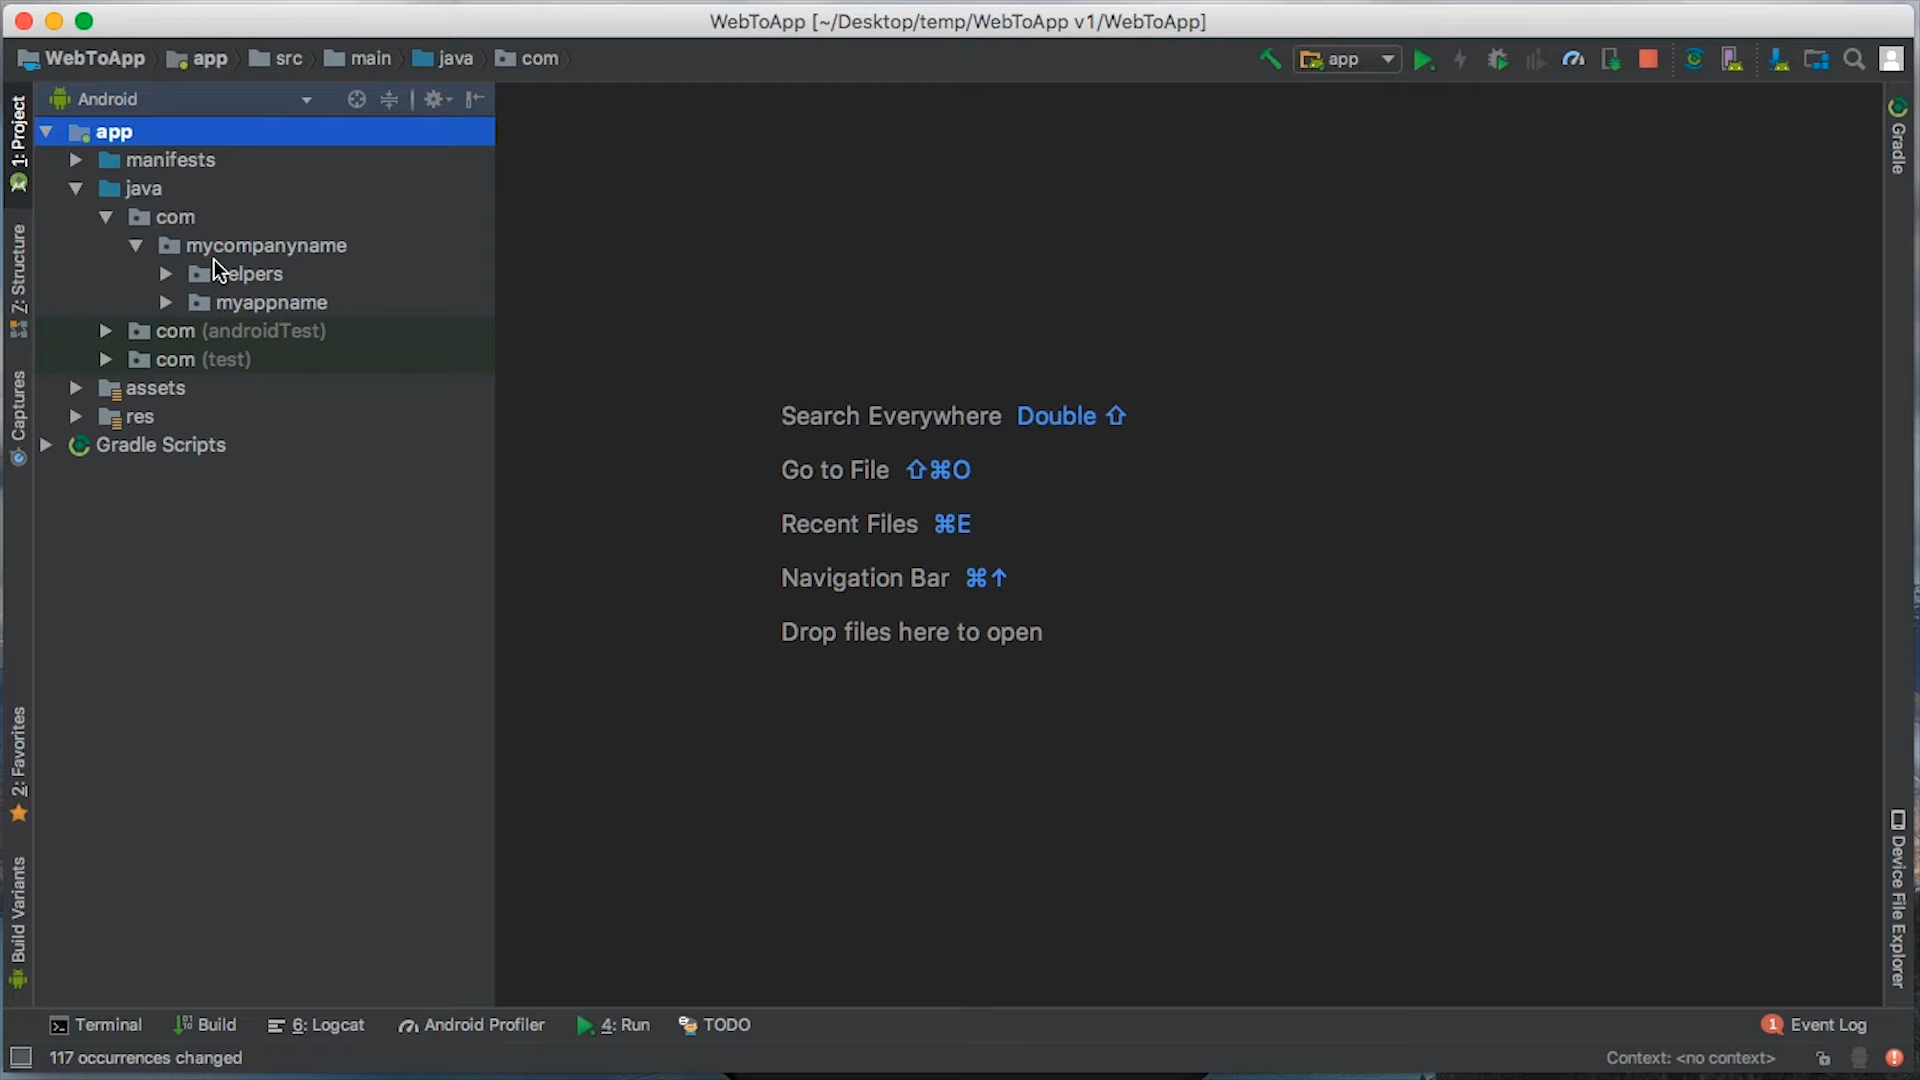 WebToApp [~/Desktop/temp/WebToApp v1/WebToApp]
WebToApp app src main java com
app
Android
app
manifests
java
com
mycompanyname
elpers
myappname
com (androidTest)
com (test)
assets
res
Gradle Scripts
1: Project
7: Structure
Captures
2: Favorites
Build Variants
Search Everywhere Double ⇧
Go to File ⇧⌘O
Recent Files ⌘E
Navigation Bar ⌘↑
Drop files here to open
Gradle
Device File Explorer
Terminal Build 6: Logcat Android Profiler 4: Run TODO
1 Event Log
117 occurrences changed
Context: <no context>